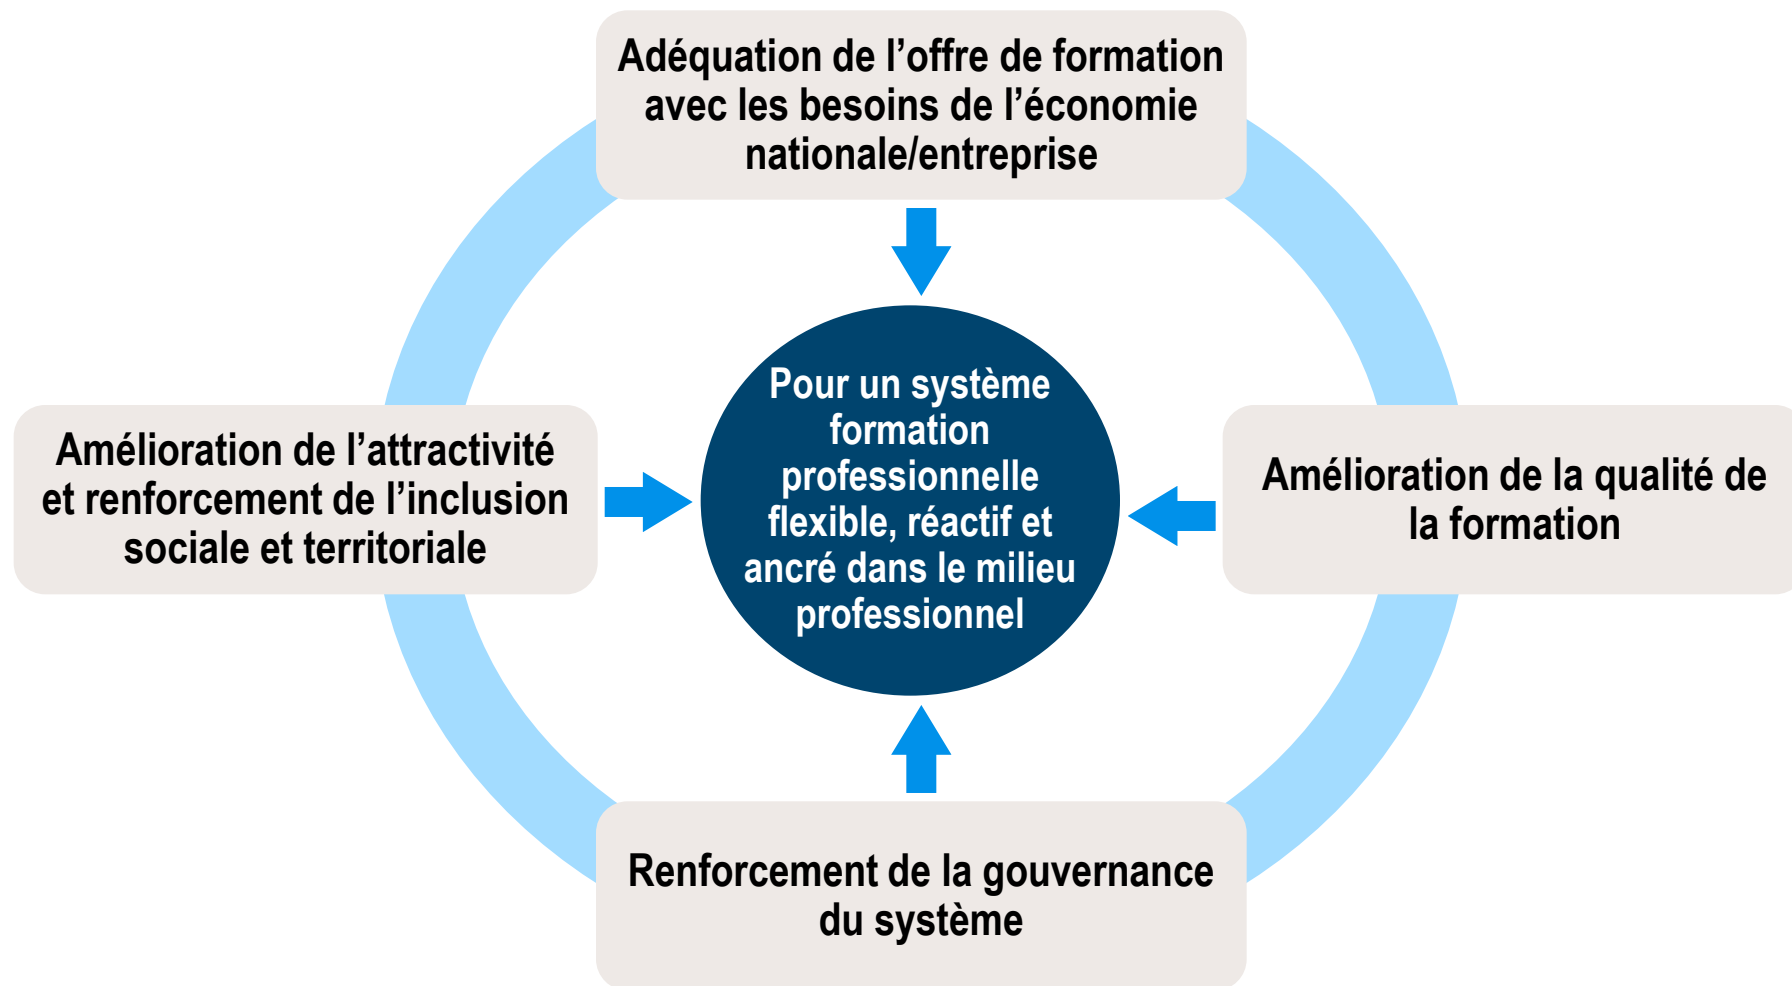 Adéquation de l’offre de formation
avec les besoins de l’économie
nationale/entreprise
Pour un système
formation
professionnelle
flexible, réactif et
ancré dans le milieu
professionnel
Amélioration de l’attractivité
et renforcement de l’inclusion
sociale et territoriale
Amélioration de la qualité de
la formation
Renforcement de la gouvernance
du système